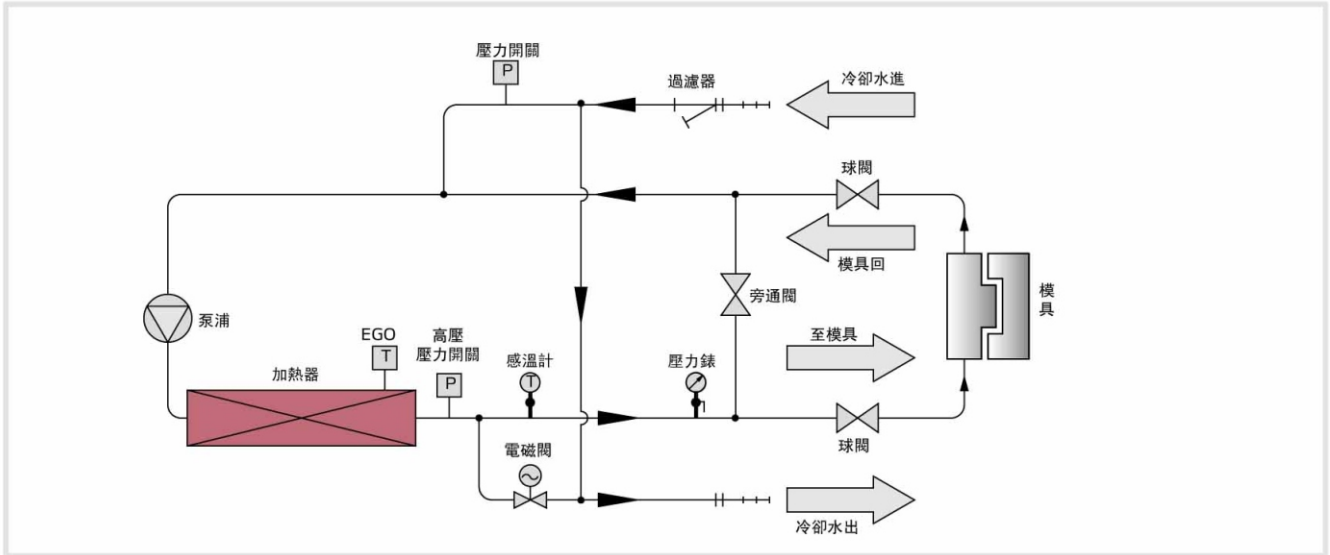 壓力開關
P
過濾器
冷卻水進
球閥
模具回
旁通閥
模
具
泵浦
EGO
T
高壓
壓力開關
P
加熱器
感溫計
T
壓力錶
至模具
球閥
電磁閥
冷卻水出